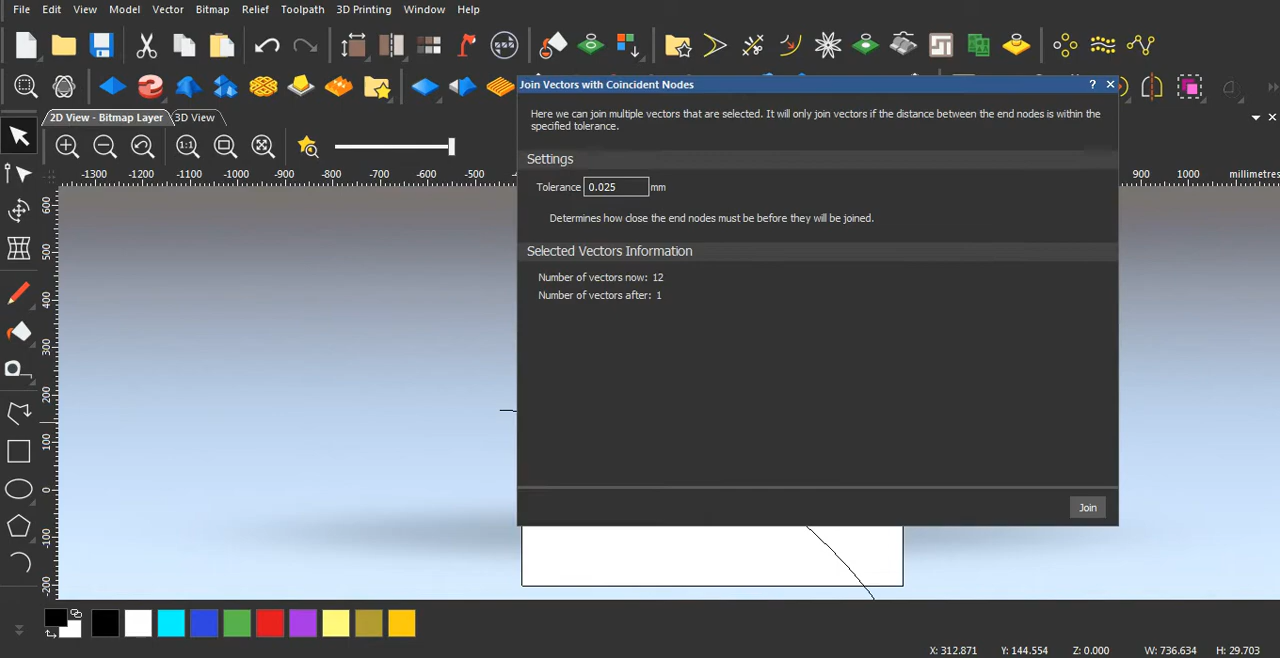 File Edit View Model Vector Bitmap Relief Toolpath 3D Printing Window Help
Join Vectors with Coincident Nodes ?
Here we can join multiple vectors that are selected. It will only join vectors if the distance between the end nodes is within the
specified tolerance.
2D View - Bitmap Layer 3D View
1:1
Settings
-1300 -1200 -1100 -1000 -900 -800 -700 -600 -500 900 1000 1100 millimetres
Tolerance 0.025 mm
Determines how close the end nodes must be before they will be joined.
600
500
400
300
200
100
0
-100
-200
Selected Vectors Information
Number of vectors now: 12
Number of vectors after: 1
Join
X: 312.871 Y: 144.554 Z: 0.000 W: 736.634 H: 29.703